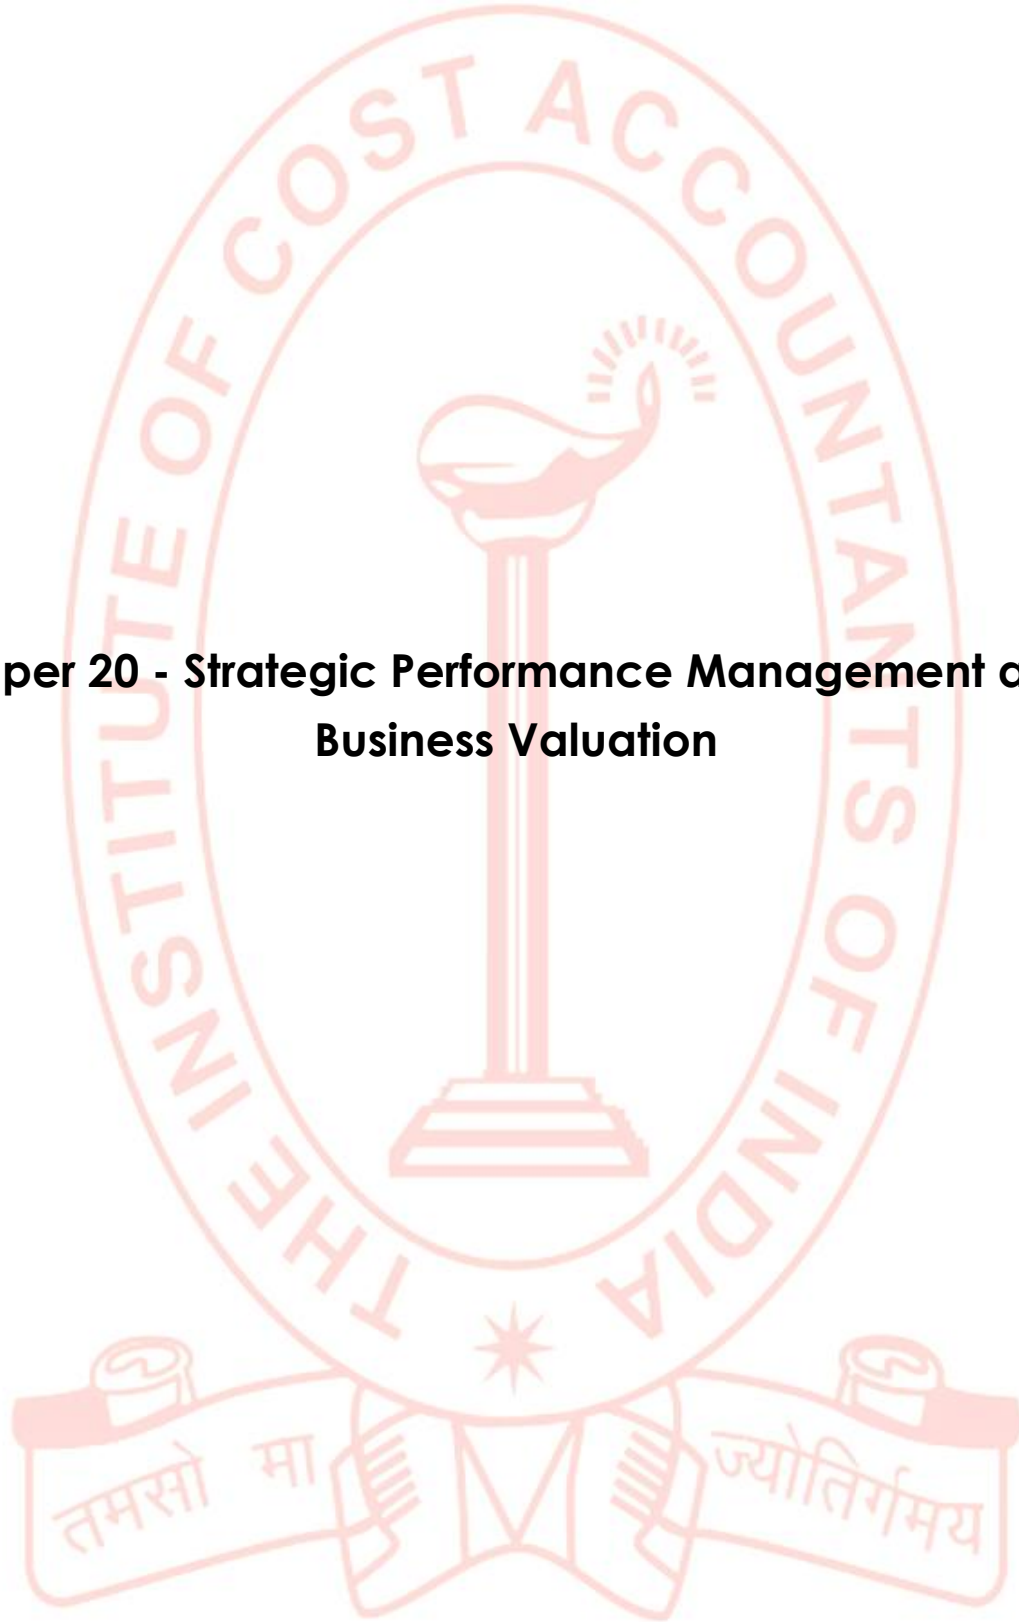 THE INSTITUTE OF COST ACCOUNTANTS OF INDIA
per 20 - Strategic Performance Management a
Business Valuation
तमसो मा ज्योतिर्गमय